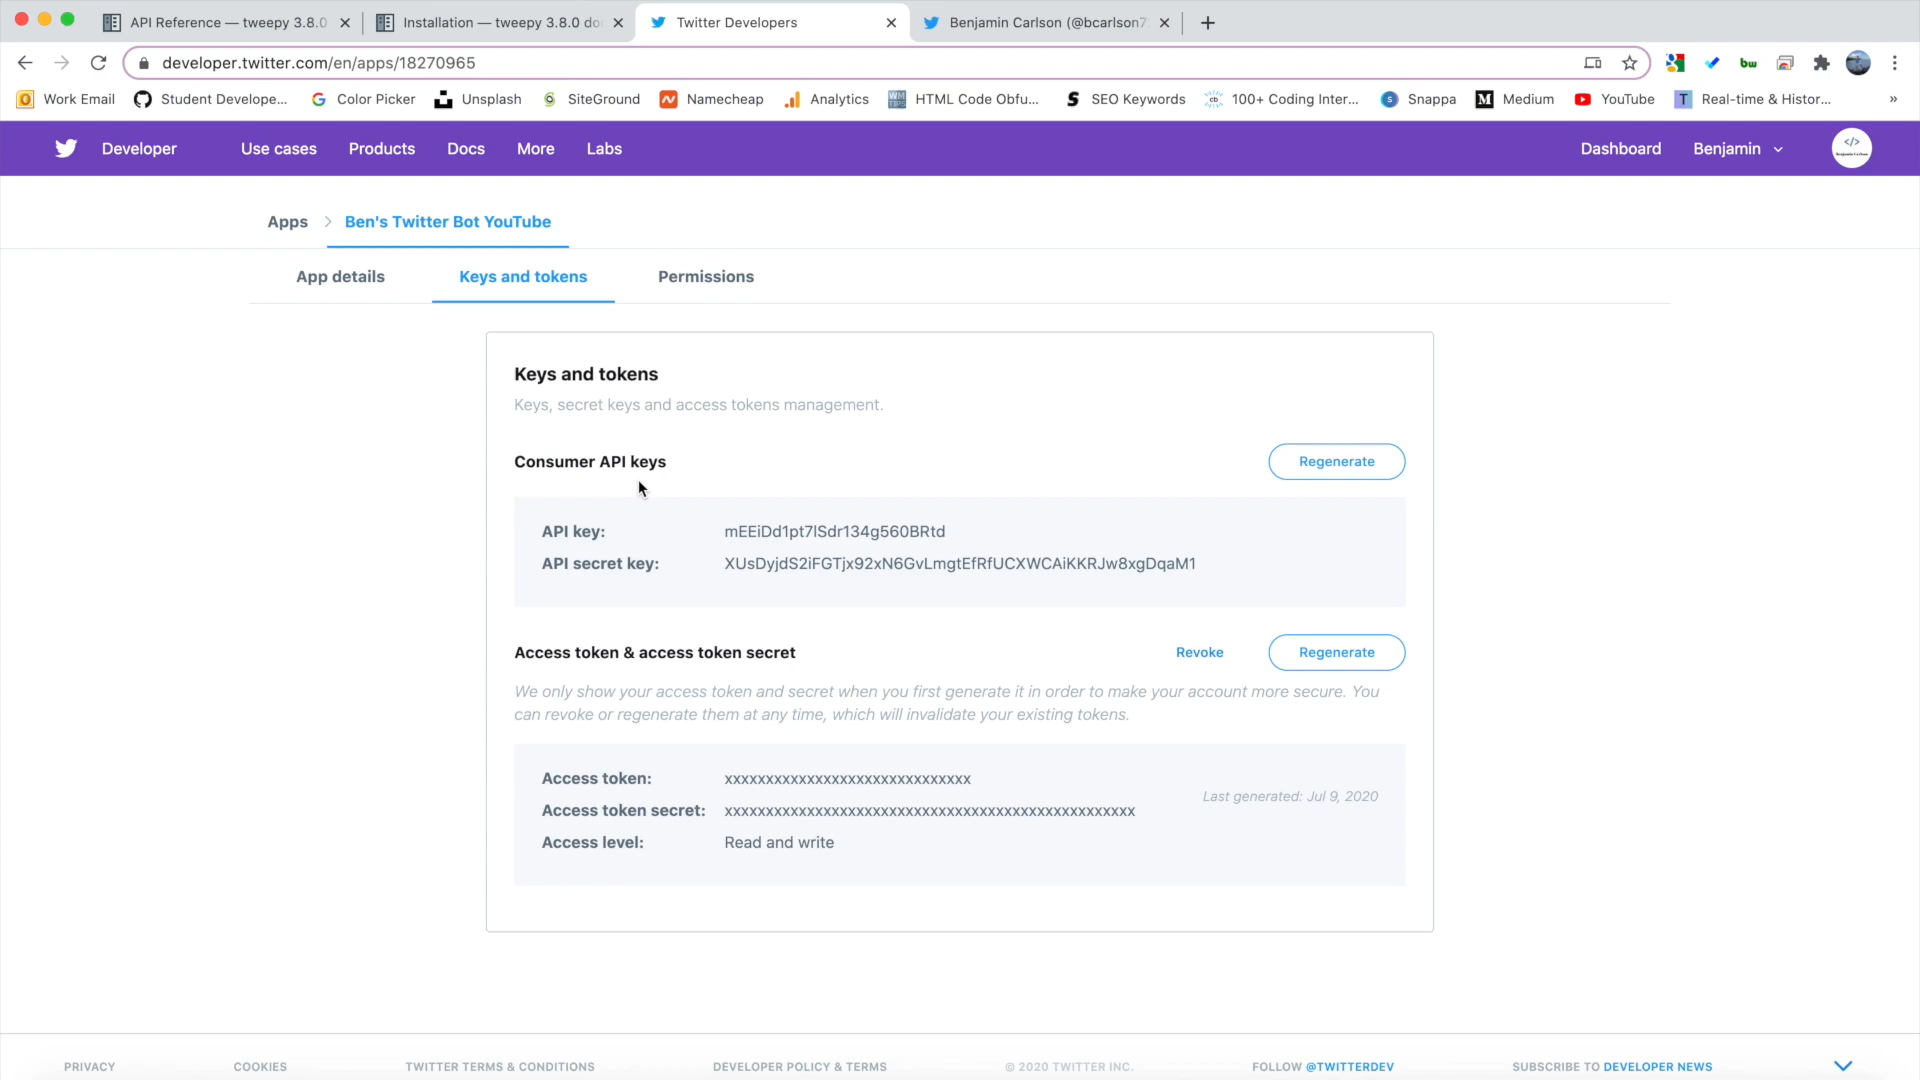 API Reference — tweepy 3.8.0
Installation — tweepy 3.8.0 do
Twitter Developers
Benjamin Carlson (@bcarlson7
developer.twitter.com/en/apps/18270965
Work Email
Student Develope...
Color Picker
Unsplash
SiteGround
Namecheap
Analytics
HTML Code Obfu...
SEO Keywords
100+ Coding Inter...
Snappa
Medium
YouTube
Real-time & Histor...
»
Developer
Use cases
Products
Docs
More
Labs
Dashboard
Benjamin
Apps
Ben's Twitter Bot YouTube
App details
Keys and tokens
Permissions
Keys and tokens
Keys, secret keys and access tokens management.
Consumer API keys
Regenerate
API key: mEEiDd1pt7lSdr134g560BRtd
API secret key: XUsDyjdS2iFGTjx92xN6GvLmgtEfRfUCXWCAiKKRJw8xgDqaM1
Access token & access token secret
Revoke
Regenerate
We only show your access token and secret when you first generate it in order to make your account more secure. You
can revoke or regenerate them at any time, which will invalidate your existing tokens.
Access token: xxxxxxxxxxxxxxxxxxxxxxxxxxxxxx
Last generated: Jul 9, 2020
Access token secret: xxxxxxxxxxxxxxxxxxxxxxxxxxxxxxxxxxxxxxxxxxxxxxxxxx
Access level: Read and write
PRIVACY
COOKIES
TWITTER TERMS & CONDITIONS
DEVELOPER POLICY & TERMS
© 2020 TWITTER INC.
FOLLOW @TWITTERDEV
SUBSCRIBE TO DEVELOPER NEWS